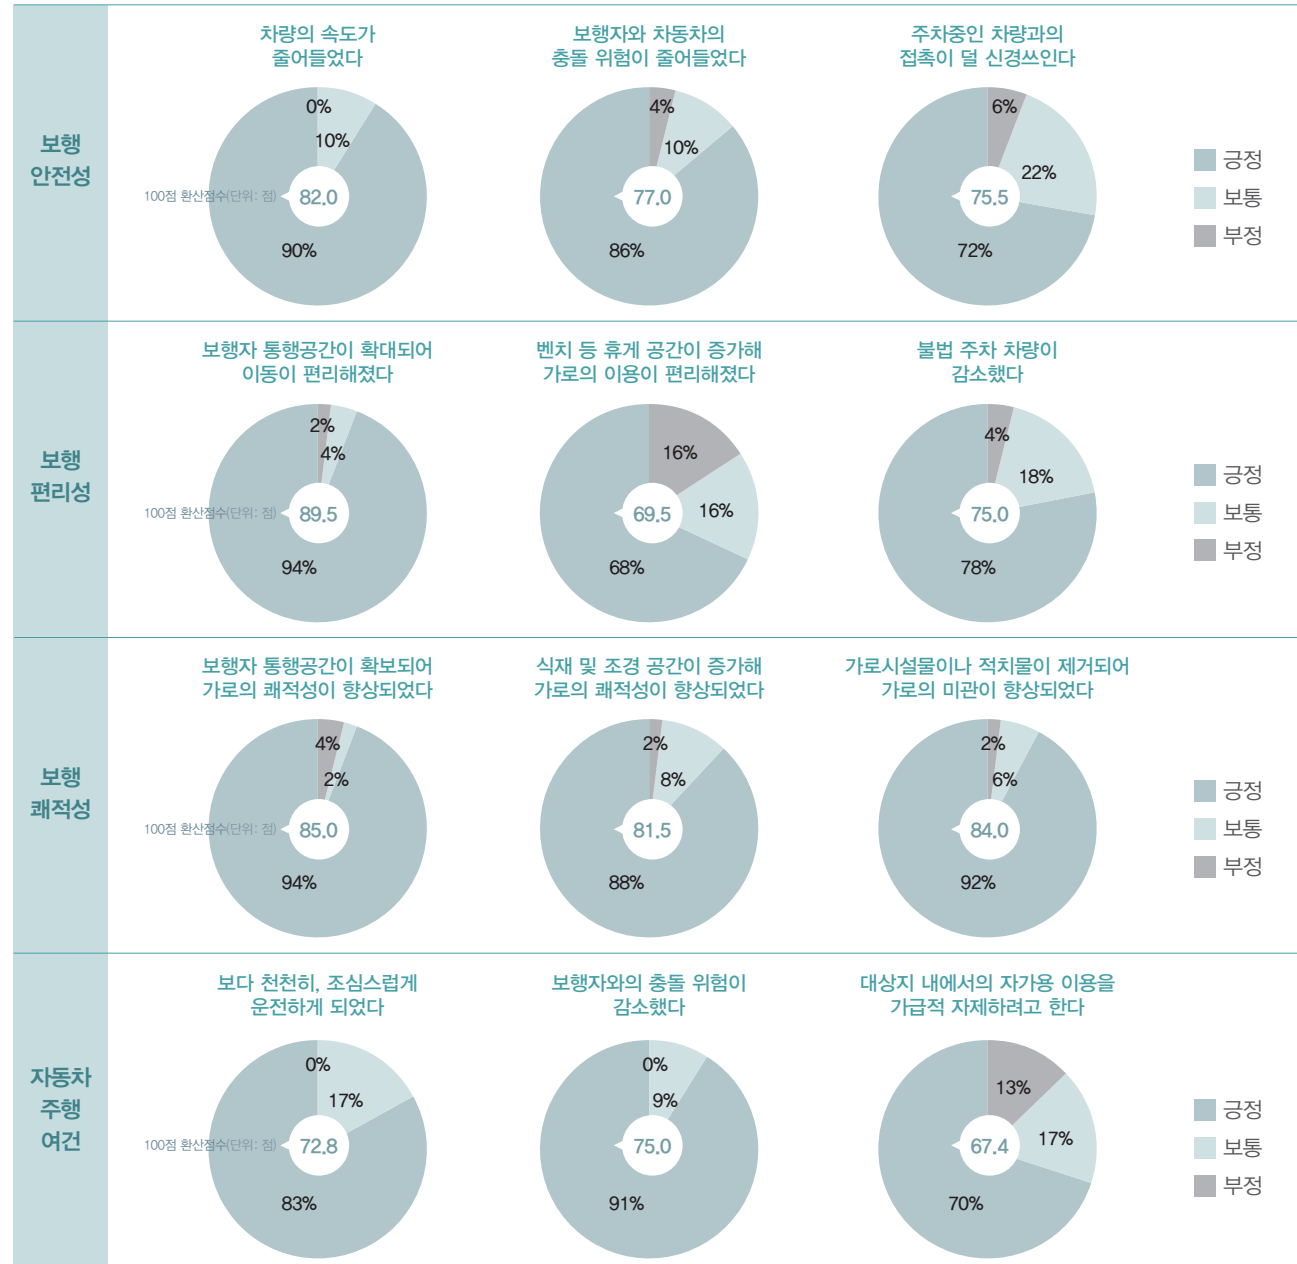 차량의 속도가
줄어들었다
보행자와 차동차의
충돌 위험이 줄어들었다
주차중인 차량과의
접촉이 덜 신경쓰인다
보행
안전성
0%
10%
100점 환산점수(단위: 점)
82.0
90%
4%
10%
77.0
86%
6%
22%
75.5
72%
긍정
보통
부정
보행자 통행공간이 확대되어
이동이 편리해졌다
벤치 등 휴게 공간이 증가해
가로의 이용이 편리해졌다
불법 주차 차량이
감소했다
보행
편리성
2%
4%
100점 환산점수(단위: 점)
89.5
94%
16%
16%
69.5
68%
4%
18%
75.0
78%
긍정
보통
부정
보행자 통행공간이 확보되어
가로의 쾌적성이 향상되었다
식재 및 조경 공간이 증가해
가로의 쾌적성이 향상되었다
가로시설물이나 적치물이 제거되어
가로의 미관이 향상되었다
보행
쾌적성
4%
2%
100점 환산점수(단위: 점)
85.0
94%
2%
8%
81.5
88%
2%
6%
84.0
92%
긍정
보통
부정
보다 천천히, 조심스럽게
운전하게 되었다
보행자와의 충돌 위험이
감소했다
대상지 내에서의 자가용 이용을
가급적 자제하려고 한다
자동차
주행
여건
0%
17%
100점 환산점수(단위: 점)
72.8
83%
0%
9%
75.0
91%
13%
17%
67.4
70%
긍정
보통
부정